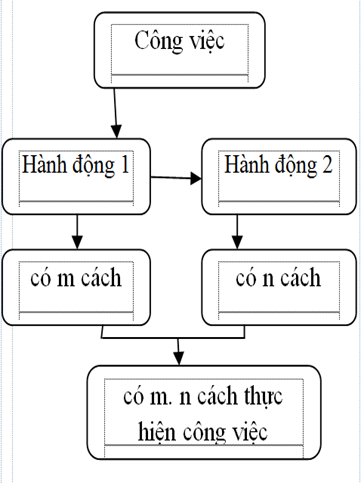 Công việc
Hành động 1
Hành động 2
có m cách
có n cách
có m. n cách thực
hiện công việc